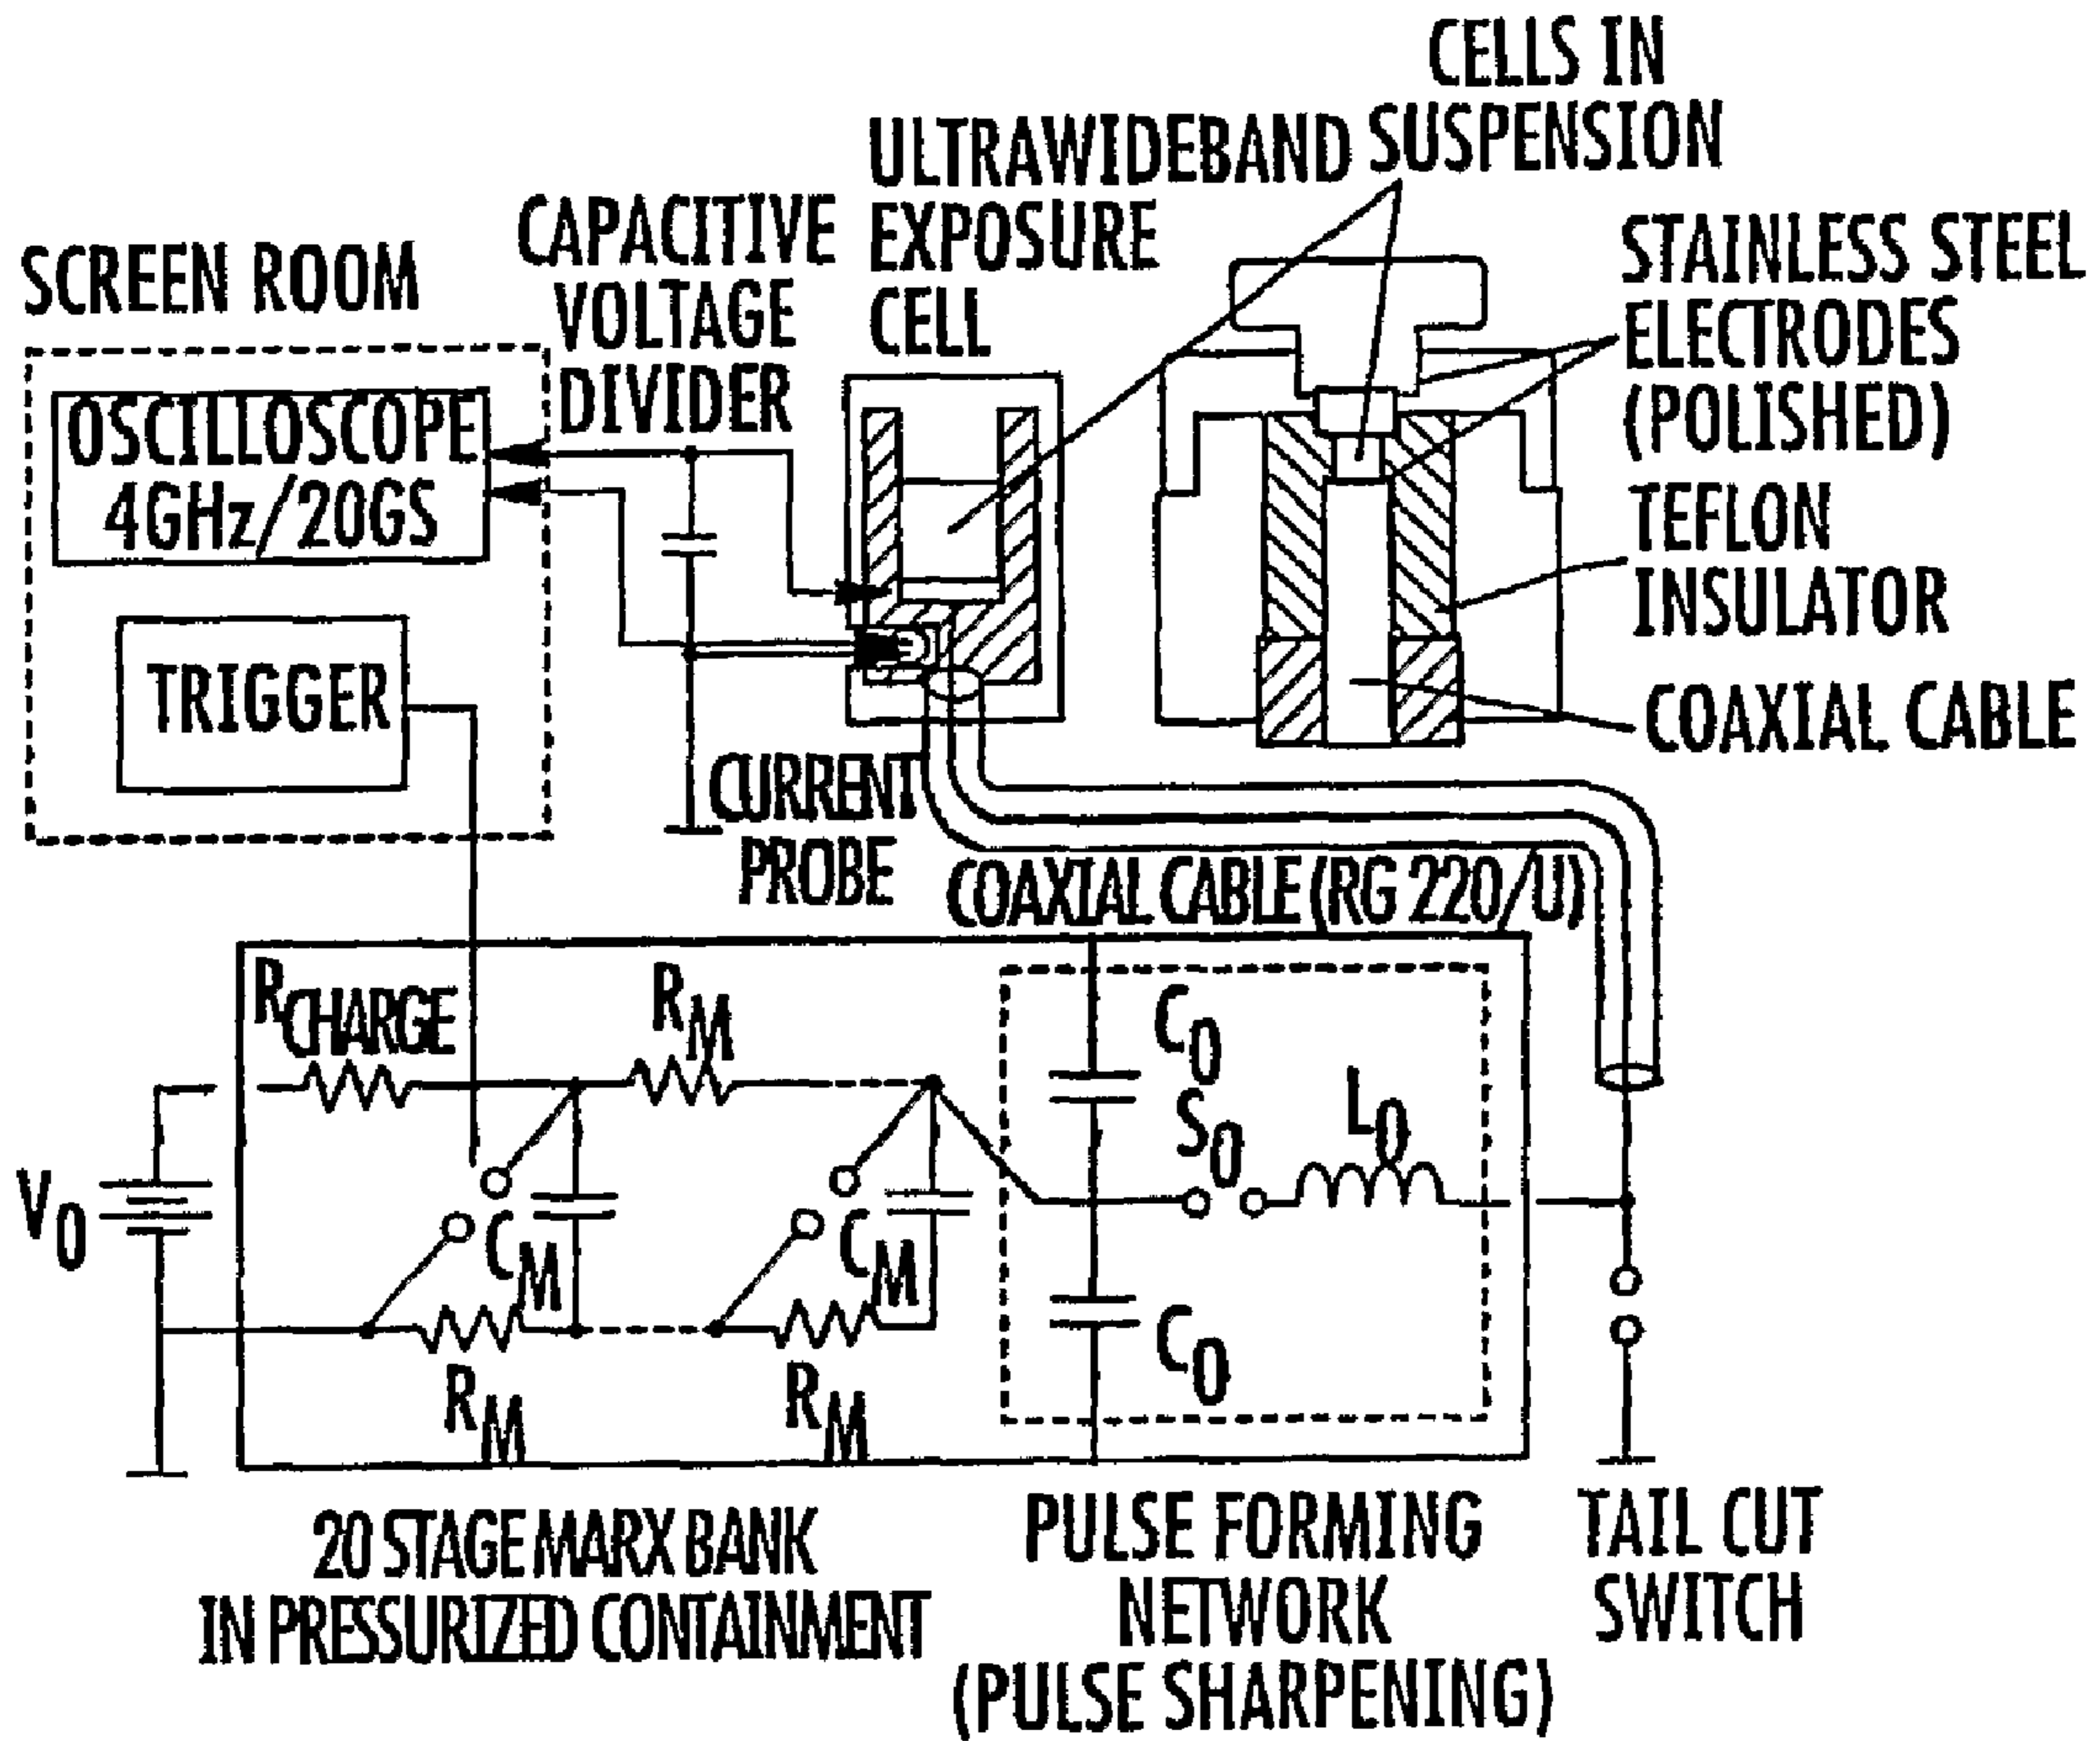 CELLS IN
SUSPENSION
ULTRAWIDEBAND
EXPOSURE
CELL
CAPACITIVE
VOLTAGE
DIVIDER
SCREEN ROOM
STAINLESS STEEL
ELECTRODES
(POLISHED)
OSCILLOSCOPE
4GHz/20GS
TEFLON
INSULATOR
TRIGGER
COAXIAL CABLE
CURRENT
PROBE
COAXIAL CABLE (RG 220/U)
RCHARGE
RM
C0
S0
L0
V0
CM
CM
C0
RM
RM
20 STAGE MARX BANK
IN PRESSURIZED CONTAINMENT
PULSE FORMING
NETWORK
(PULSE SHARPENING)
TAIL CUT
SWITCH